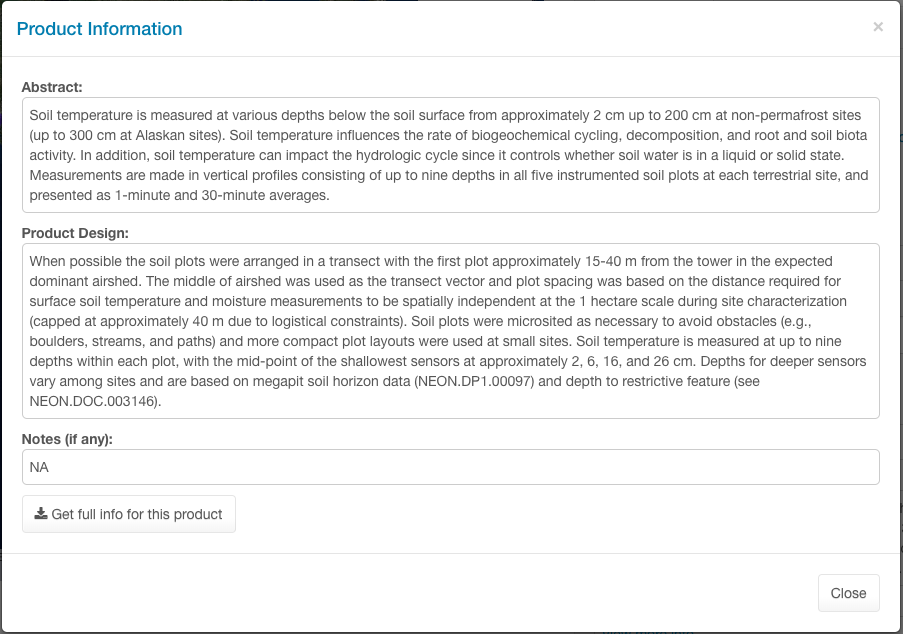 Product Information
×
Abstract:
Soil temperature is measured at various depths below the soil surface from approximately 2 cm up to 200 cm at non-permafrost sites
(up to 300 cm at Alaskan sites). Soil temperature influences the rate of biogeochemical cycling, decomposition, and root and soil biota
activity. In addition, soil temperature can impact the hydrologic cycle since it controls whether soil water is in a liquid or solid state.
Measurements are made in vertical profiles consisting of up to nine depths in all five instrumented soil plots at each terrestrial site, and
presented as 1-minute and 30-minute averages.
Product Design:
When possible the soil plots were arranged in a transect with the first plot approximately 15-40 m from the tower in the expected
dominant airshed. The middle of airshed was used as the transect vector and plot spacing was based on the distance required for
surface soil temperature and moisture measurements to be spatially independent at the 1 hectare scale during site characterization
(capped at approximately 40 m due to logistical constraints). Soil plots were microsited as necessary to avoid obstacles (e.g.,
boulders, streams, and paths) and more compact plot layouts were used at small sites. Soil temperature is measured at up to nine
depths within each plot, with the mid-point of the shallowest sensors at approximately 2, 6, 16, and 26 cm. Depths for deeper sensors
vary among sites and are based on megapit soil horizon data (NEON.DP1.00097) and depth to restrictive feature (see
NEON.DOC.003146).
Notes (if any):
NA
Get full info for this product
Close